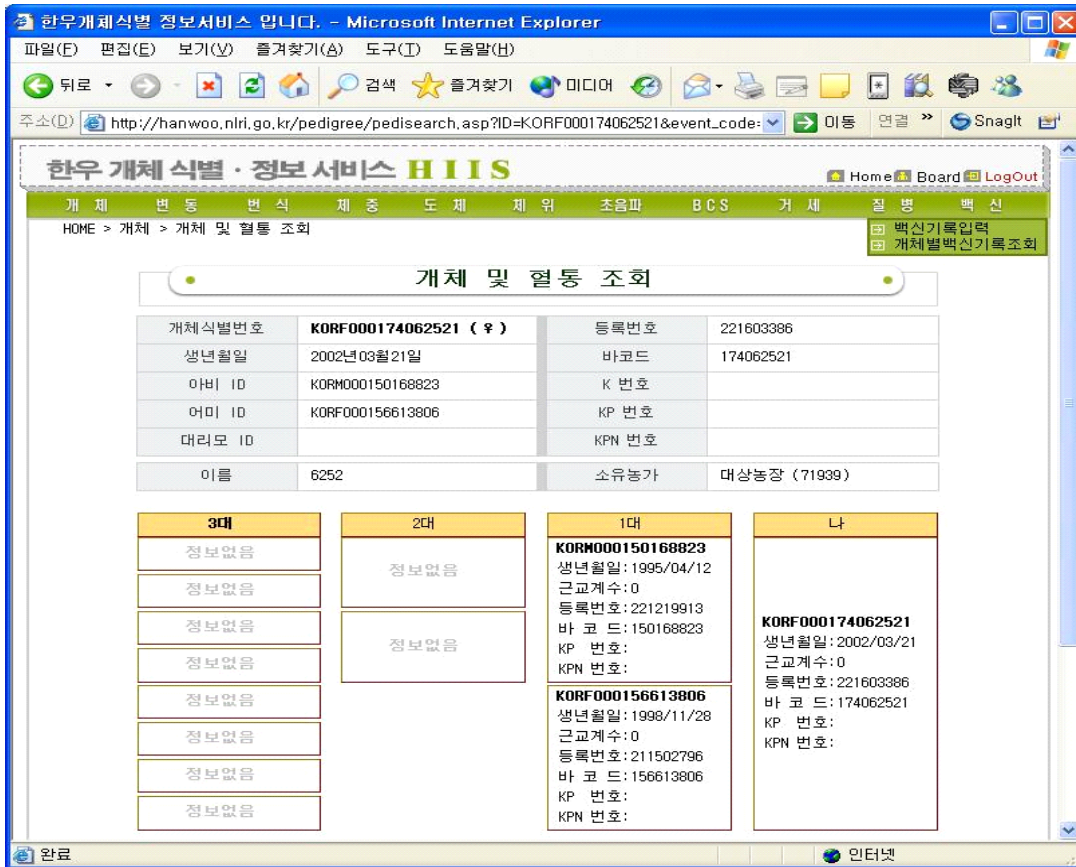 한우개체식별 정보서비스 입니다. - Microsoft Internet Explorer
파일(F) 편집(E) 보기(V) 즐겨찾기(A) 도구(T) 도움말(H)
뒤로 검색 즐겨찾기 미디어
주소(D) http://hanwoo.nlri.go.kr/pedigree/pedisearch.asp?ID=KORF000174062521&event_code= 이동 연결 » SnagIt
한우 개체 식별·정보 서비스 HIIS
Home Board LogOut
개 체 변 동 번 식 체 중 도 체 체 위 초음파 BCS 거 세 질 병 백 신
HOME > 개체 > 개체 및 혈통 조회
백신기록입력
개체별백신기록조회
개체 및 혈통 조회
개체식별번호 KORF000174062521 (♀) 등록번호 221603386
생년월일 2002년03월21일 바코드 174062521
아비 ID KORM000150168823 K 번호
어미 ID KORF000156613806 KP 번호
대리모 ID KPN 번호
이름 6252 소유농가 대상농장 (71939)
3대 2대 1대 나
정보없음
정보없음
정보없음
정보없음
정보없음
정보없음
정보없음
정보없음
정보없음
정보없음
KORM000150168823
생년월일:1995/04/12
근교계수:0
등록번호:221219913
바 코 드:150168823
KP 번호:
KPN 번호:
KORF000156613806
생년월일:1998/11/28
근교계수:0
등록번호:211502796
바 코 드:156613806
KP 번호:
KPN 번호:
KORF000174062521
생년월일:2002/03/21
근교계수:0
등록번호:221603386
바 코 드:174062521
KP 번호:
KPN 번호:
완료 인터넷